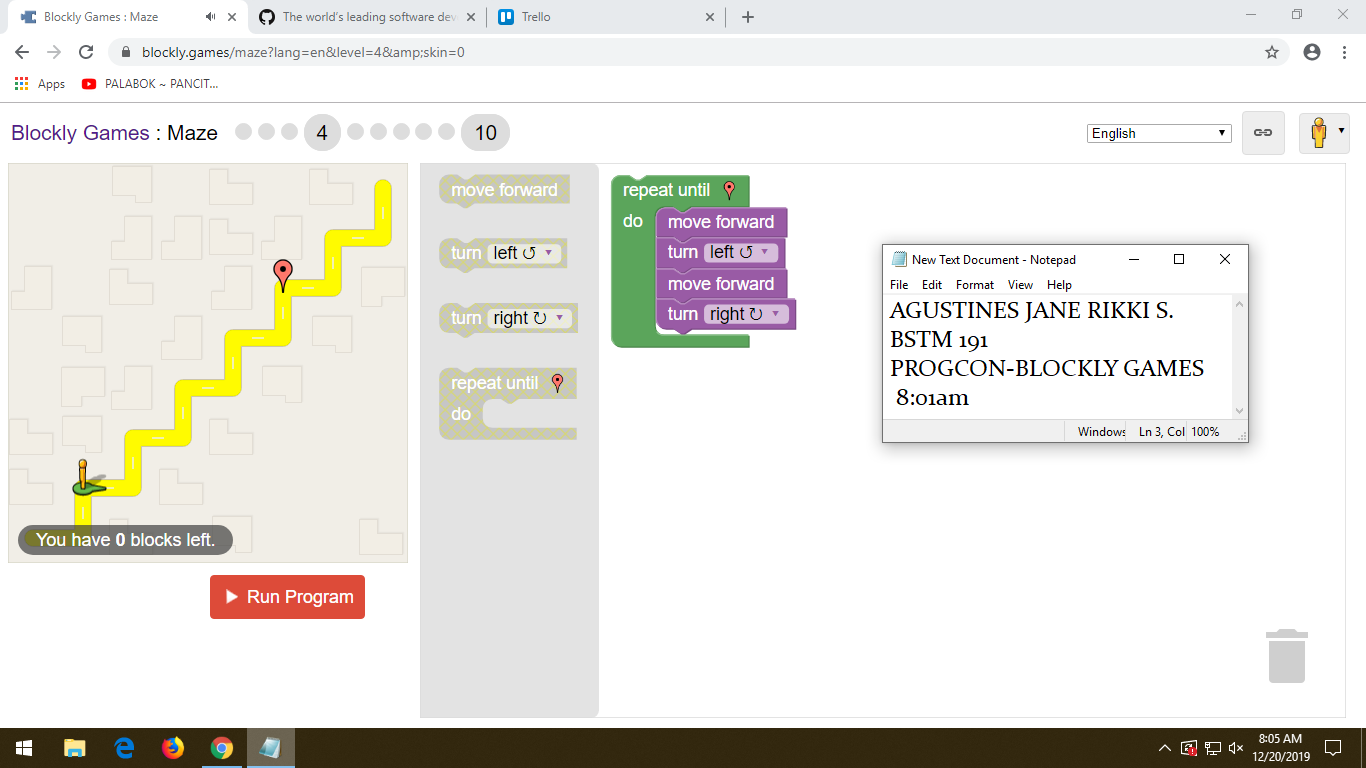 Blockly Games : Maze
The world's leading software dev
Trello
blockly.games/maze?lang=en&level=4&amp;skin=0
Apps
PALABOK ~ PANCIT...
Blockly Games : Maze
4
10
English
You have 0 blocks left.
Run Program
move forward
turn left ↺
turn right ↻
repeat until
do
repeat until
do
move forward
turn left ↺
move forward
turn right ↻
New Text Document - Notepad
File Edit Format View Help
AGUSTINES JANE RIKKI S.
BSTM 191
PROGCON-BLOCKLY GAMES
8:01am
Windows Ln 3, Col 100%
8:05 AM
12/20/2019